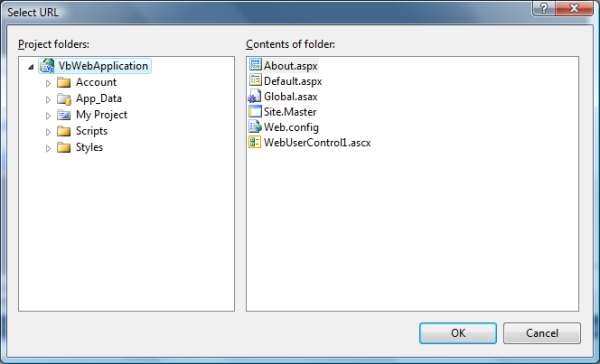 Select URL
Project folders:
VbWebApplication
Account
App_Data
My Project
Scripts
Styles
Contents of folder:
About.aspx
Default.aspx
Global.asax
Site.Master
Web.config
WebUserControl1.ascx
OK
Cancel